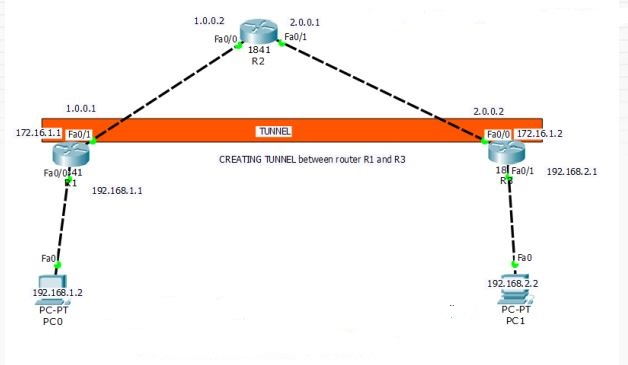 1.0.0.2
2.0.0.1
Fa0/0
Fa0/1
1841
R2
1.0.0.1
2.0.0.2
172.16.1.1 Fa0/1
TUNNEL
Fa0/0 172.16.1.2
CREATING TUNNEL between router R1 and R3
Fa0/0
41
R1
192.168.1.1
18
Fa0/1
R3
192.168.2.1
Fa0
Fa0
192.168.1.2
192.168.2.2
PC-PT
PC0
PC-PT
PC1